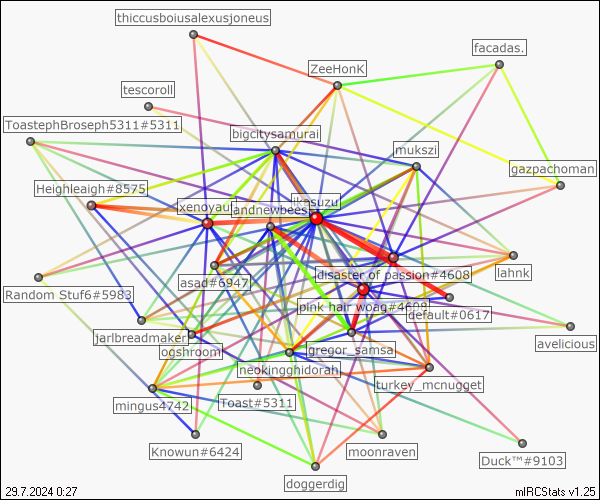 thiccusboiusalexusjoneus
facadas.
ZeeHonK
tescoroll
ToastephBroseph5311#5311
bigcitysamurai
mukszi
gazpachoman
Heighleaigh#8575
xenoyau
andnewbees
ikasuzu
lahnk
asad#6947
disaster of passion#4608
Random Stuf6#5983
pink hair woag#4699
default#0617
jarlbreadmaker
ogshroom
gregor_samsa
avelicious
neokingghidorah
turkey_mcnugget
mingus4742
Toast#5311
Knowun#6424
moonraven
Duck™#9103
doggerdig
29.7.2024 0:27
mIRCStats v1.25